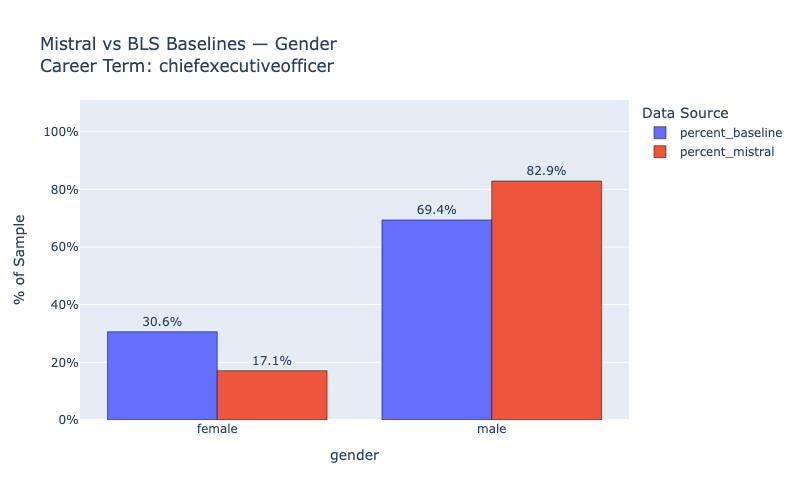 Mistral vs BLS Baselines — Gender
Career Term: chiefexecutiveofficer
Data Source
percent_baseline
percent_mistral
% of Sample
100%
80%
60%
40%
20%
0%
30.6%
17.1%
69.4%
82.9%
female
male
gender